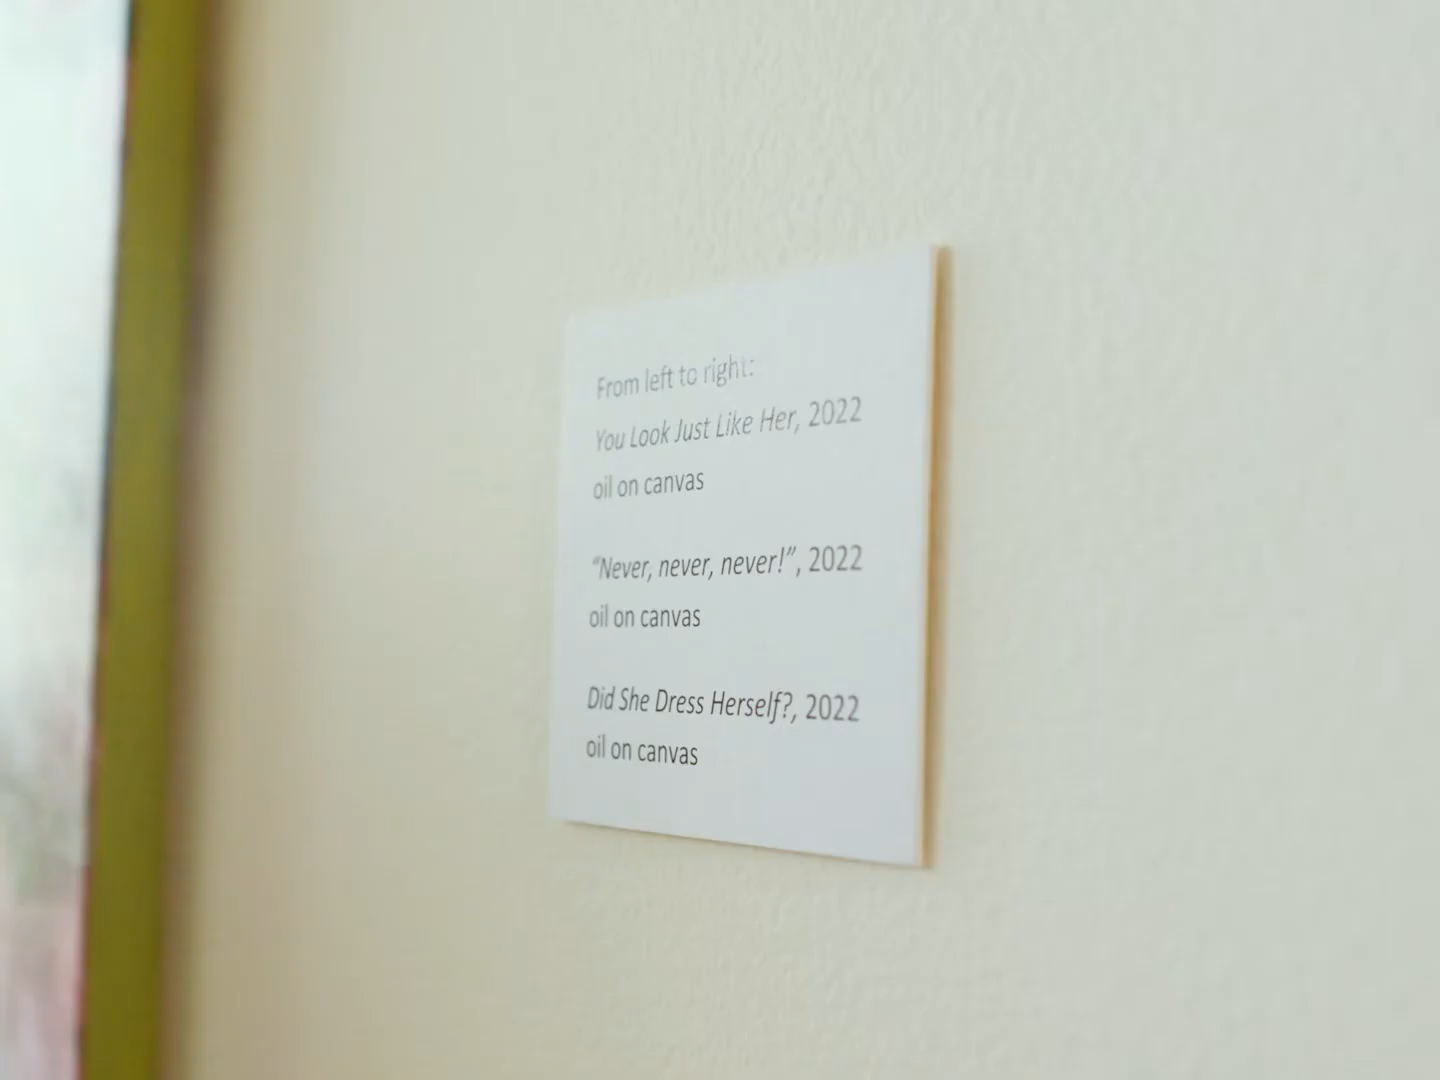 From left to right:
You Look Just Like Her, 2022
oil on canvas
“Never, never, never!”, 2022
oil on canvas
Did She Dress Herself?, 2022
oil on canvas